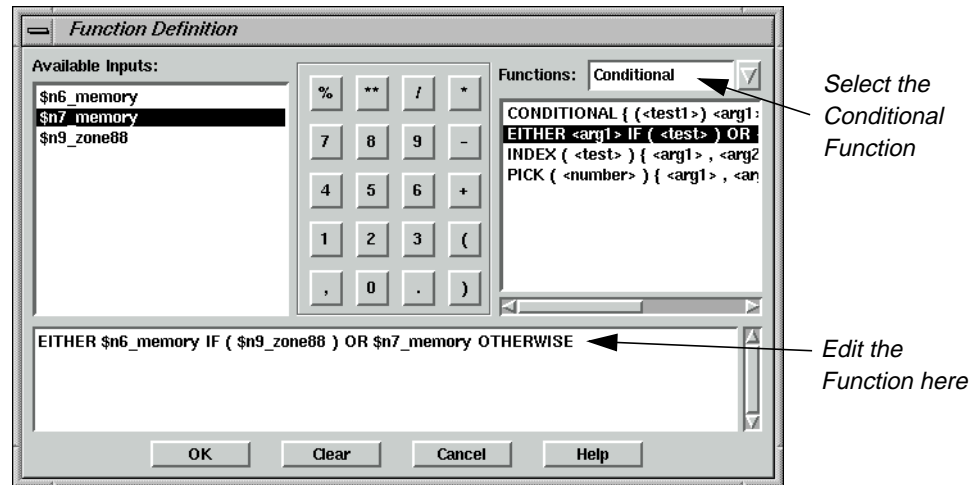 Function Definition
Available Inputs:
$n6_memory
$n7_memory
$n9_zone88
% ** / *
7 8 9 -
4 5 6 +
1 2 3 (
, 0 . )
Functions: Conditional
CONDITIONAL { ( <test1>) <arg1>
EITHER <arg1> IF ( <test> ) OR
INDEX ( <test> ) { <arg1> , <arg2
PICK ( <number> ) { <arg1> , <ar
EITHER $n6_memory IF ( $n9_zone88 ) OR $n7_memory OTHERWISE
OK Clear Cancel Help
Select the
Conditional
Function
Edit the
Function here